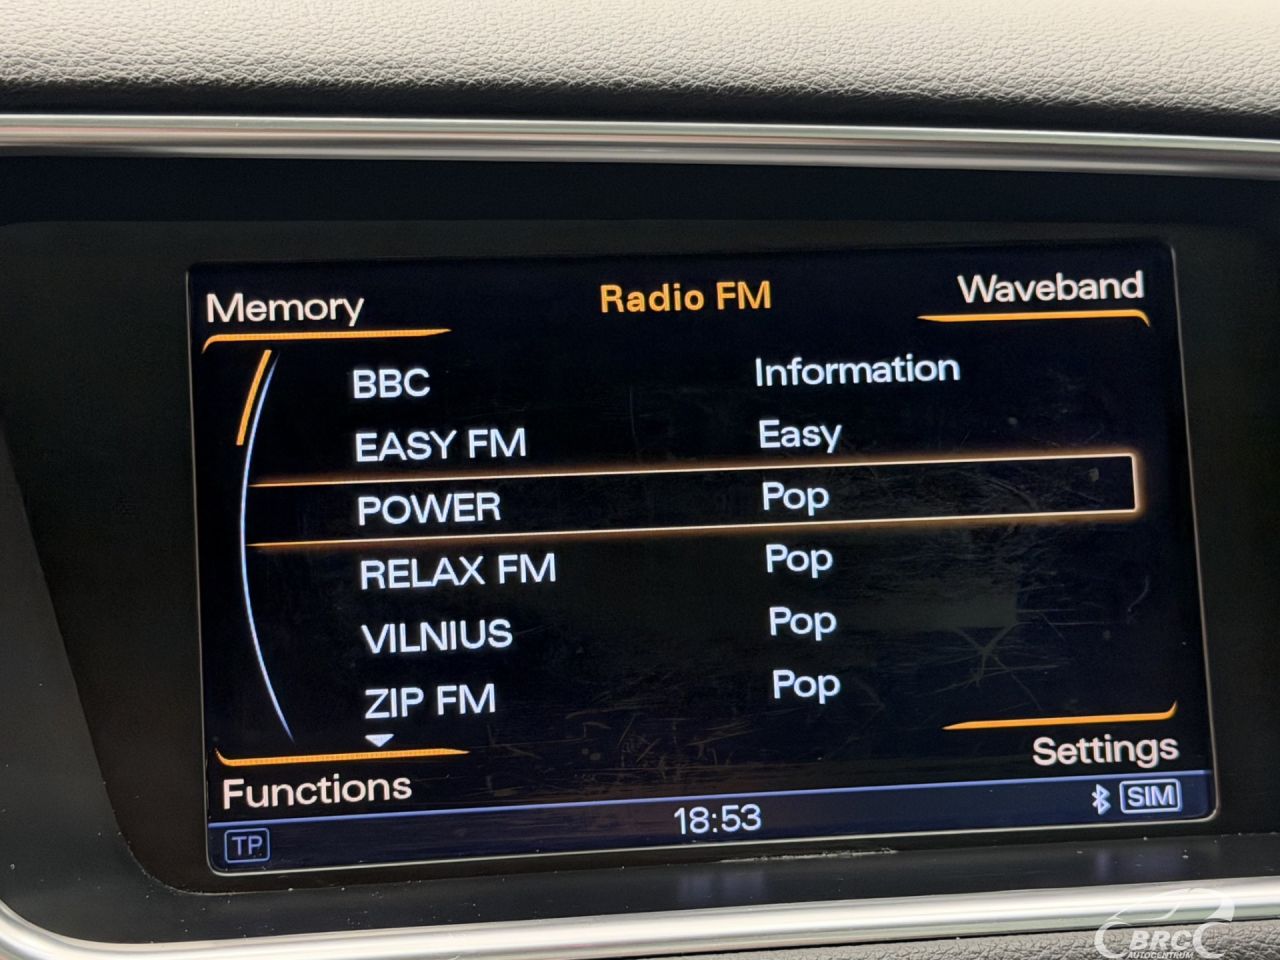 Memory Radio FM Waveband
BBC Information
EASY FM Easy
POWER Pop
RELAX FM Pop
VILNIUS Pop
ZIP FM Pop
Functions Settings
TP 18:53 SIM
BRC
AUTOCENTRUM